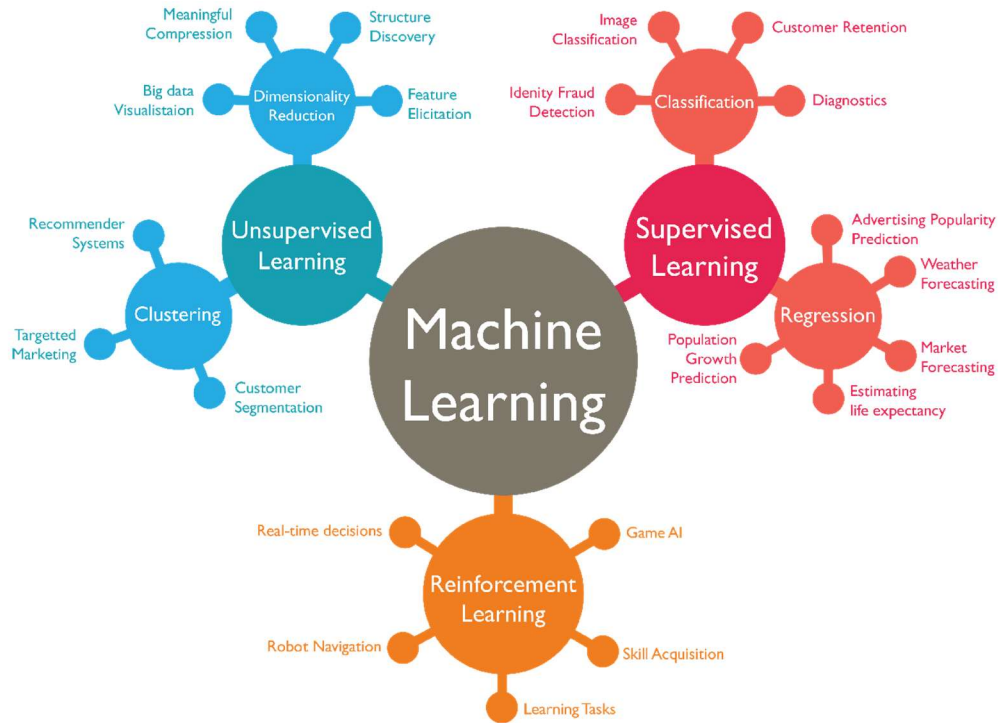 Meaningful
Compression
Structure
Discovery
Big data
Visualistaion
Dimensionality
Reduction
Feature
Elicitation
Image
Classification
Customer Retention
Idenity Fraud
Detection
Classification
Diagnostics
Unsupervised
Learning
Supervised
Learning
Recommender
Systems
Clustering
Targetted
Marketing
Customer
Segmentation
Machine
Learning
Advertising Popularity
Prediction
Weather
Forecasting
Regression
Population
Growth
Prediction
Market
Forecasting
Estimating
life expectancy
Real-time decisions
Game AI
Reinforcement
Learning
Robot Navigation
Skill Acquisition
Learning Tasks